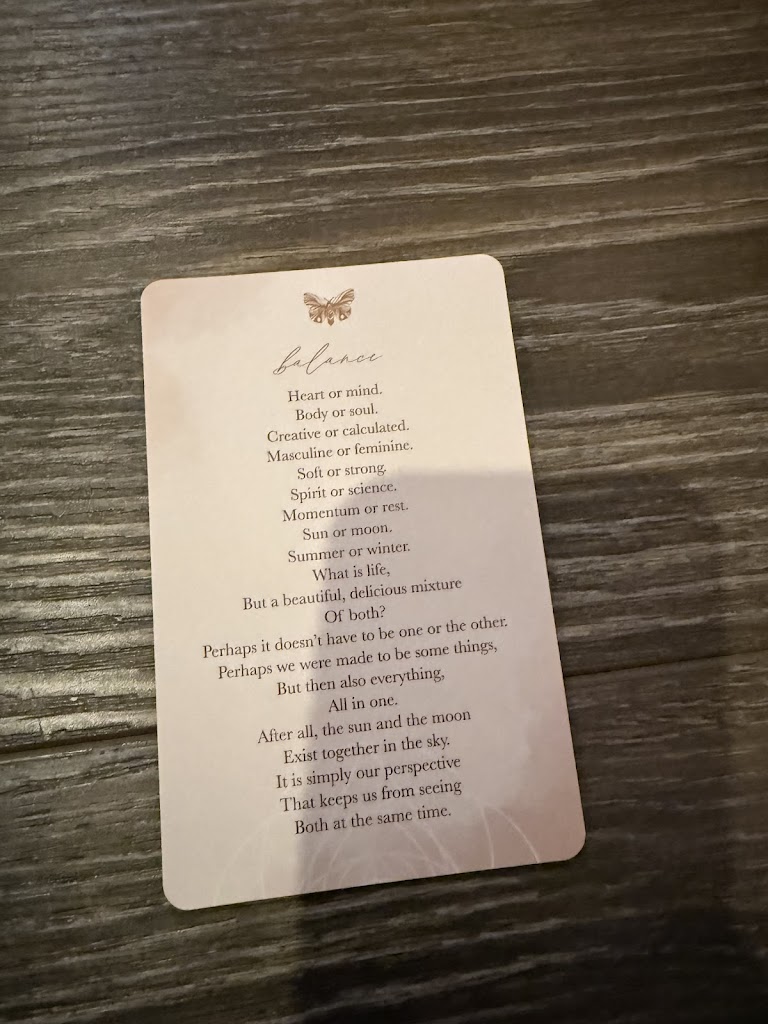 balance
Heart or mind.
Body or soul.
Creative or calculated.
Masculine or feminine.
Soft or strong.
Spirit or science.
Momentum or rest.
Sun or moon.
Summer or winter.
What is life,
But a beautiful, delicious mixture
Of both?
Perhaps it doesn't have to be one or the other.
Perhaps we were made to be some things,
But then also everything,
All in one.
After all, the sun and the moon
Exist together in the sky.
It is simply our perspective
That keeps us from seeing
Both at the same time.